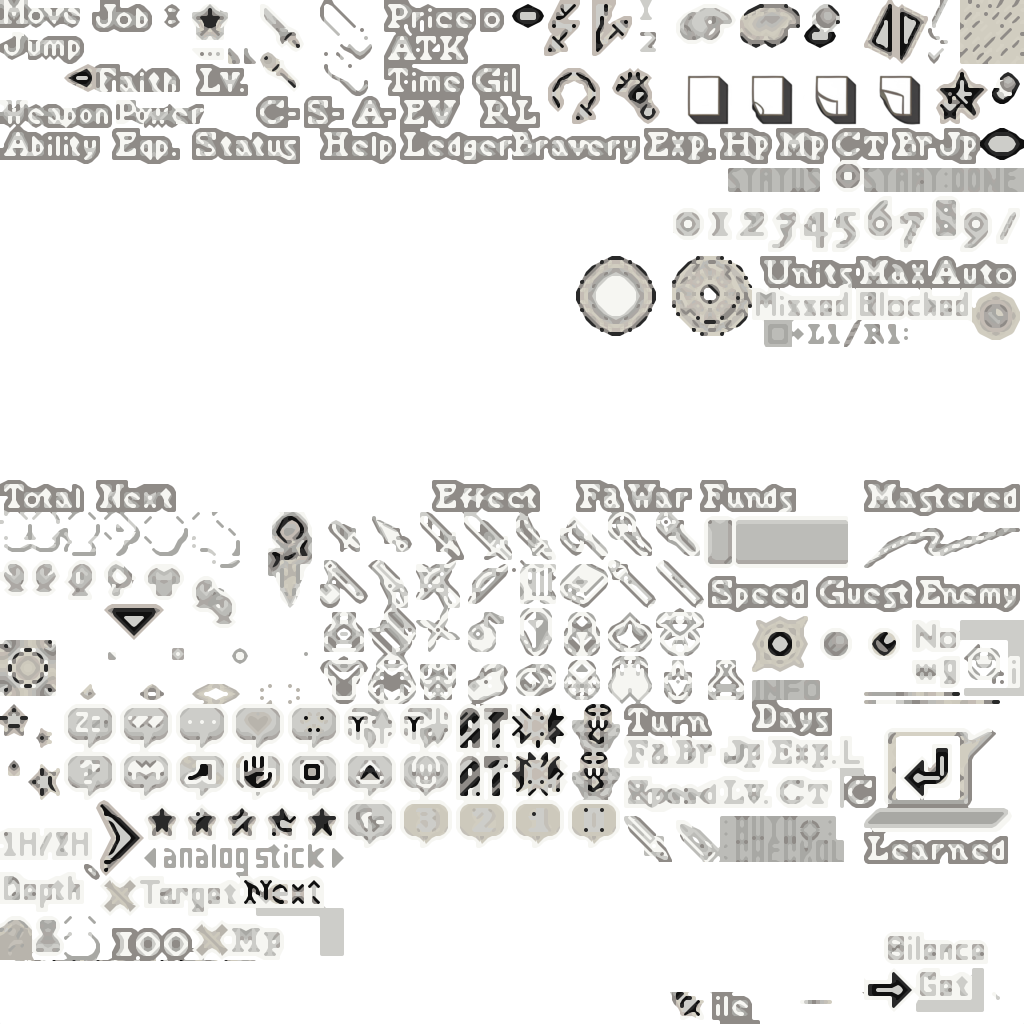 Move Job Price
Jump ATK
Faith Lv. Time Gil
Weapon Power C- S- A- EV RL
Ability Eqp. Status Help Ledger Bravery Exp. Hp Mp CT Br Jp
STATUS START:DONE
0 1 2 3 4 5 6 7 8 9 /
Units Max Auto
Mixxed Blocked
L1/R1:
Total Next Effect Fa War Funds Mastered
Speed Guest Enemy
No
INFO
Turn Days
AT
Fa Br Jp Exp. L
AT
Speed Lv. CT C
1H/2H
analog stick
Learned
Depth Target Next
100 Mp
Silence
Get
ile